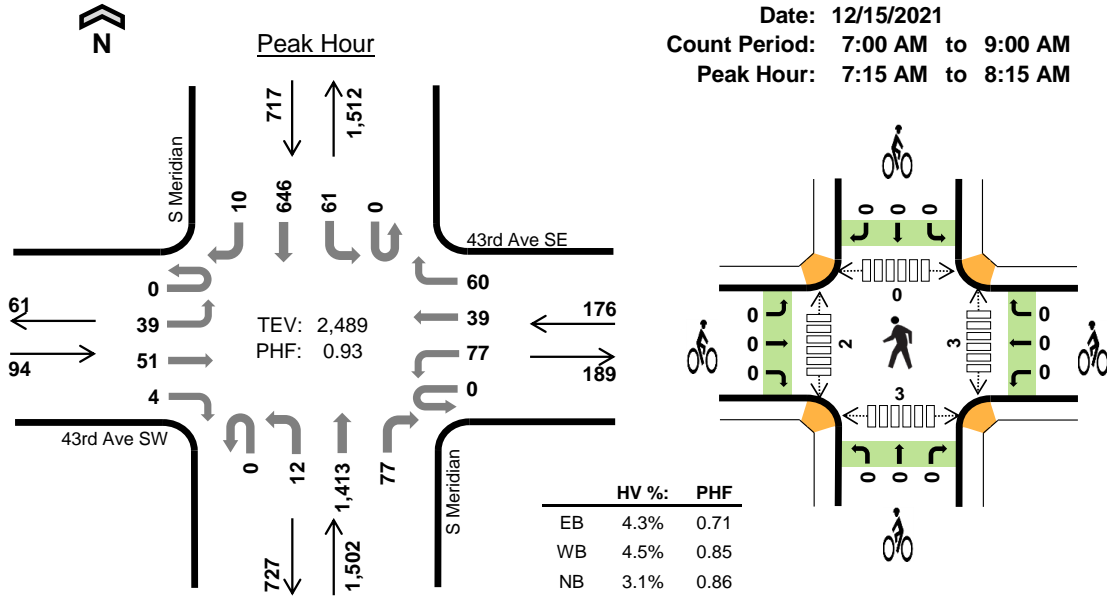 N
Peak Hour
Date: 12/15/2021
Count Period: 7:00 AM to 9:00 AM
Peak Hour: 7:15 AM to 8:15 AM
717
1,512
S Meridian
10
646
61
0
43rd Ave SE
0
39
51
4
61
94
TEV: 2,489
PHF: 0.93
60
39
77
0
176
189
43rd Ave SW
0
12
1,413
77
S Meridian
727
1,502
0
0
0
0
0
0
0
2
3
0
0
0
3
0
0
0
HV %: PHF
EB 4.3% 0.71
WB 4.5% 0.85
NB 3.1% 0.86